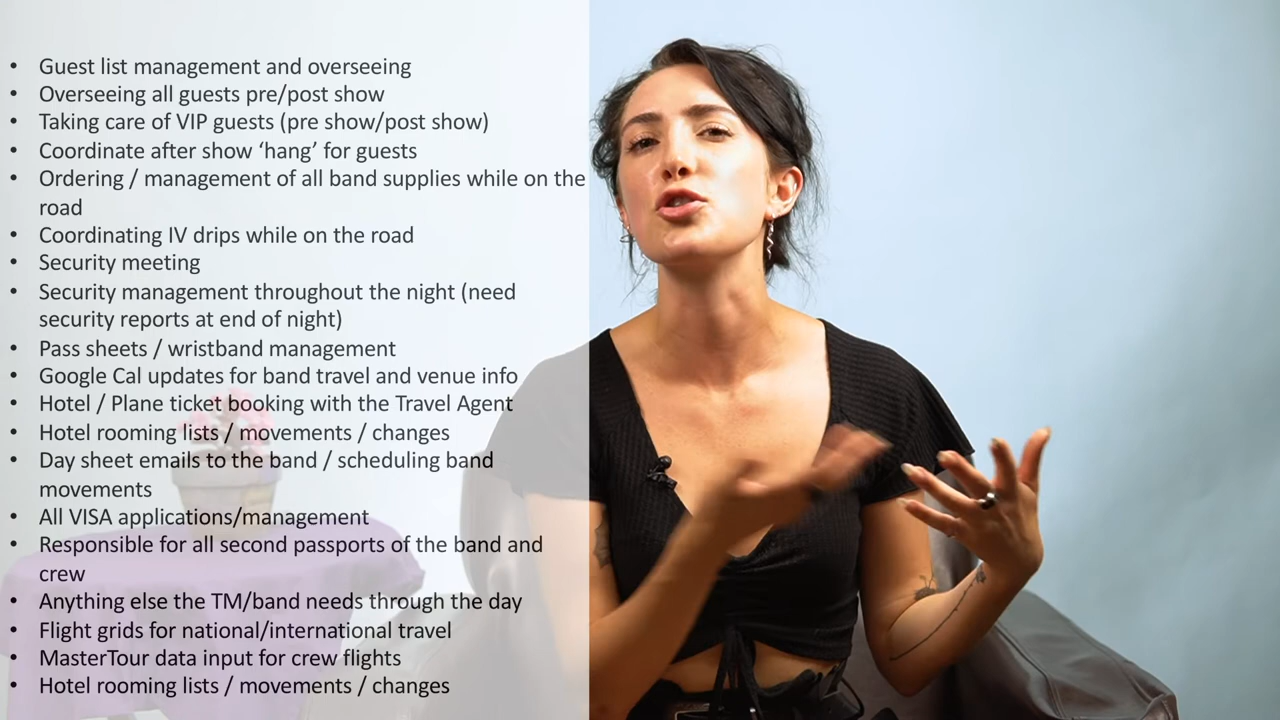 • Guest list management and overseeing
• Overseeing all guests pre/post show
• Taking care of VIP guests (pre show/post show)
• Coordinate after show ‘hang’ for guests
• Ordering / management of all band supplies while on the
road
• Coordinating IV drips while on the road
• Security meeting
• Security management throughout the night (need
security reports at end of night)
• Pass sheets / wristband management
• Google Cal updates for band travel and venue info
• Hotel / Plane ticket booking with the Travel Agent
• Hotel rooming lists / movements / changes
• Day sheet emails to the band / scheduling band
movements
• All VISA applications/management
• Responsible for all second passports of the band and
crew
• Anything else the TM/band needs through the day
• Flight grids for national/international travel
• MasterTour data input for crew flights
• Hotel rooming lists / movements / changes